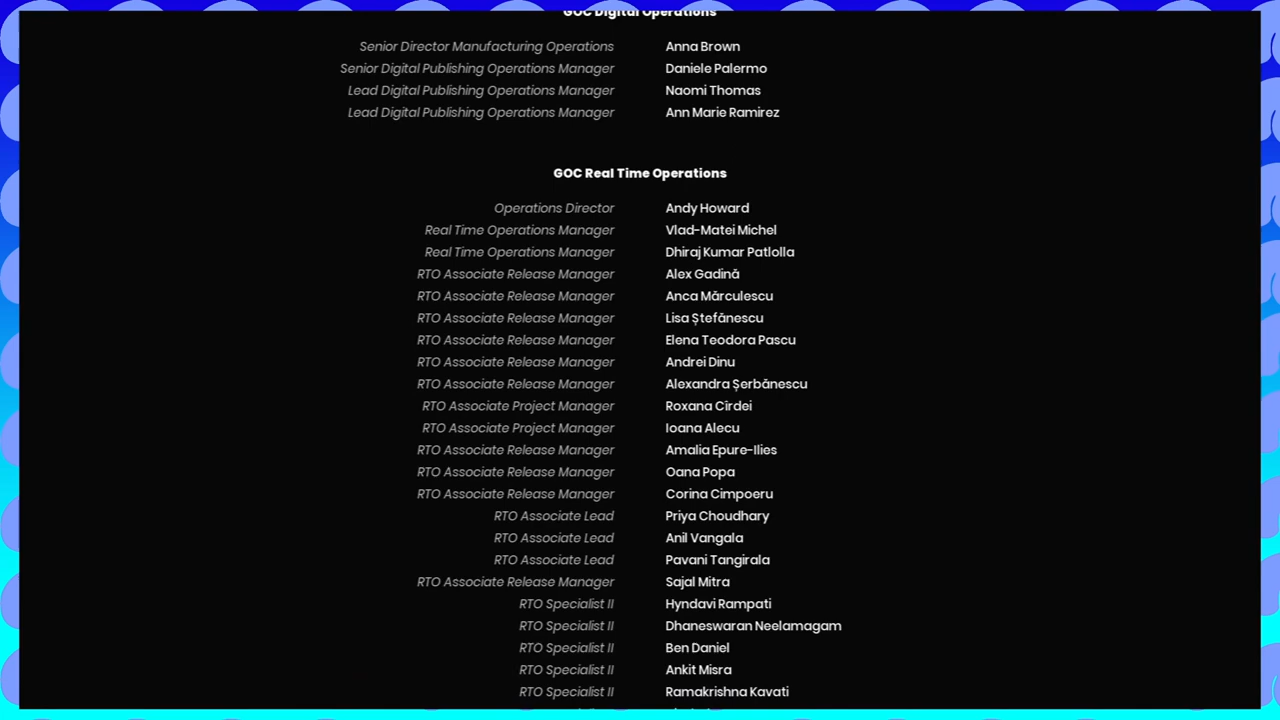 GOC Digital Operations
Senior Director Manufacturing Operations Anna Brown
Senior Digital Publishing Operations Manager Daniele Palermo
Lead Digital Publishing Operations Manager Naomi Thomas
Lead Digital Publishing Operations Manager Ann Marie Ramirez
GOC Real Time Operations
Operations Director Andy Howard
Real Time Operations Manager Vlad-Matei Michel
Real Time Operations Manager Dhiraj Kumar Patlolla
RTO Associate Release Manager Alex Gadină
RTO Associate Release Manager Anca Mărculescu
RTO Associate Release Manager Lisa Ștefănescu
RTO Associate Release Manager Elena Teodora Pascu
RTO Associate Release Manager Andrei Dinu
RTO Associate Release Manager Alexandra Șerbănescu
RTO Associate Project Manager Roxana Cîrdei
RTO Associate Project Manager Ioana Alecu
RTO Associate Release Manager Amalia Epure-Ilies
RTO Associate Release Manager Oana Popa
RTO Associate Release Manager Corina Cimpoeru
RTO Associate Lead Priya Choudhary
RTO Associate Lead Anil Vangala
RTO Associate Lead Pavani Tangirala
RTO Associate Release Manager Sajal Mitra
RTO Specialist II Hyndavi Rampati
RTO Specialist II Dhaneswaran Neelamagam
RTO Specialist II Ben Daniel
RTO Specialist II Ankit Misra
RTO Specialist II Ramakrishna Kavati